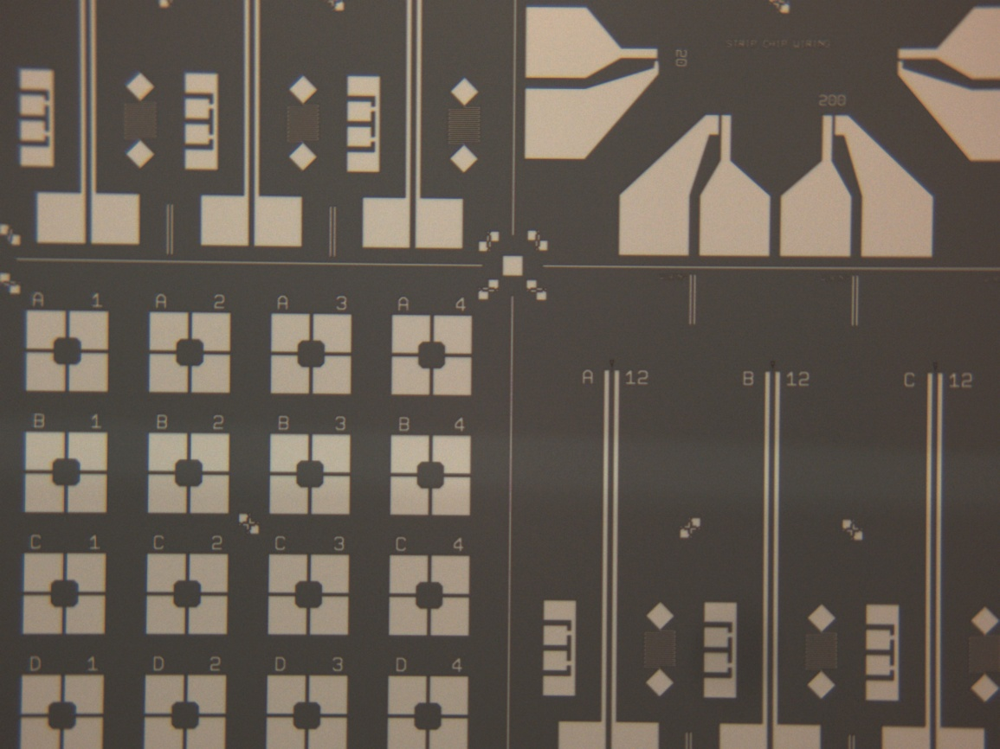 STRIP CHIP WIRING
20
200
A 1 A 2 A 3 A 4
A 12 B 12 C 12
B 1 B 2 B 3 B 4
C 1 C 2 C 3 C 4
D 1 D 2 D 3 D 4